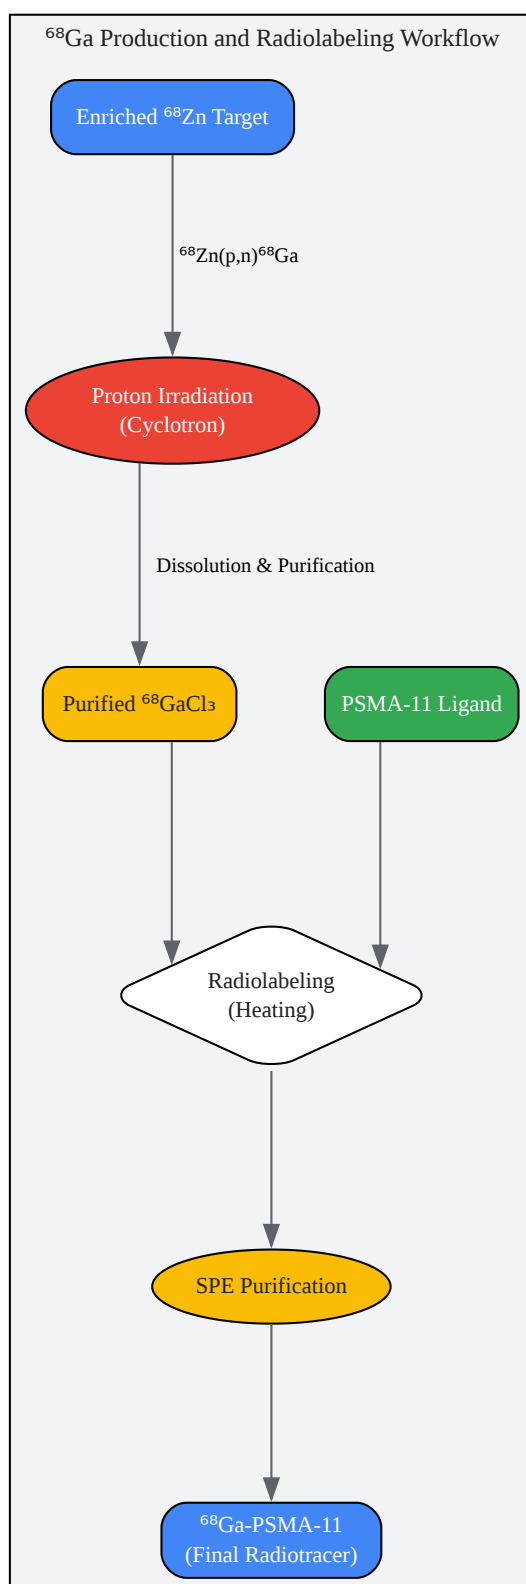 ⁶⁸Ga Production and Radiolabeling Workflow
Enriched ⁶⁸Zn Target
⁶⁸Zn(p,n)⁶⁸Ga
Proton Irradiation
(Cyclotron)
Dissolution & Purification
Purified ⁶⁸GaCl₃
PSMA-11 Ligand
Radiolabeling
(Heating)
SPE Purification
⁶⁸Ga-PSMA-11
(Final Radiotracer)